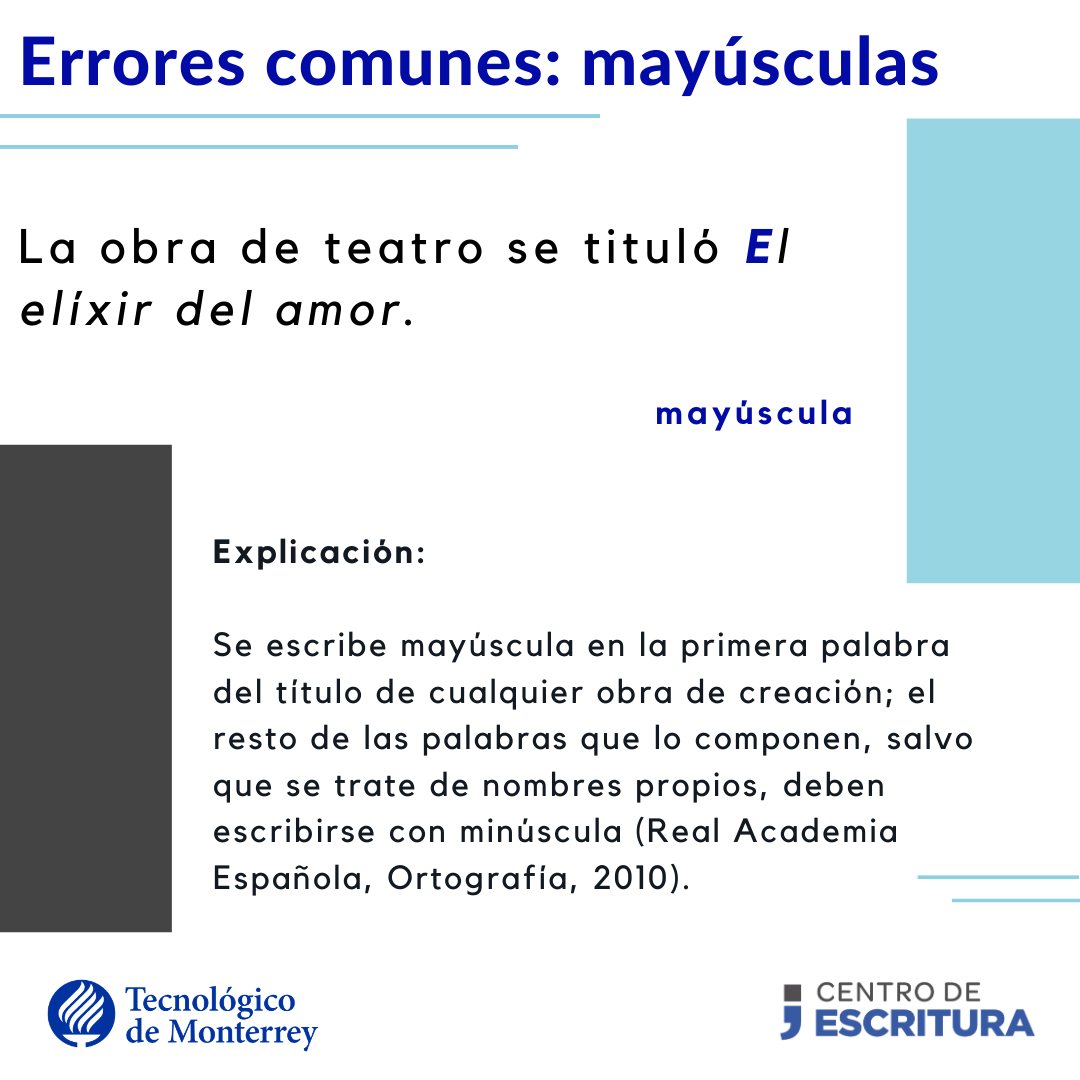 Errores comunes: mayúsculas
La obra de teatro se tituló El
elíxir del amor.
mayúscula
Explicación:
Se escribe mayúscula en la primera palabra
del título de cualquier obra de creación; el
resto de las palabras que lo componen, salvo
que se trate de nombres propios, deben
escribirse con minúscula (Real Academia
Española, Ortografía, 2010).
Tecnológico
de Monterrey
CENTRO DE
ESCRITURA